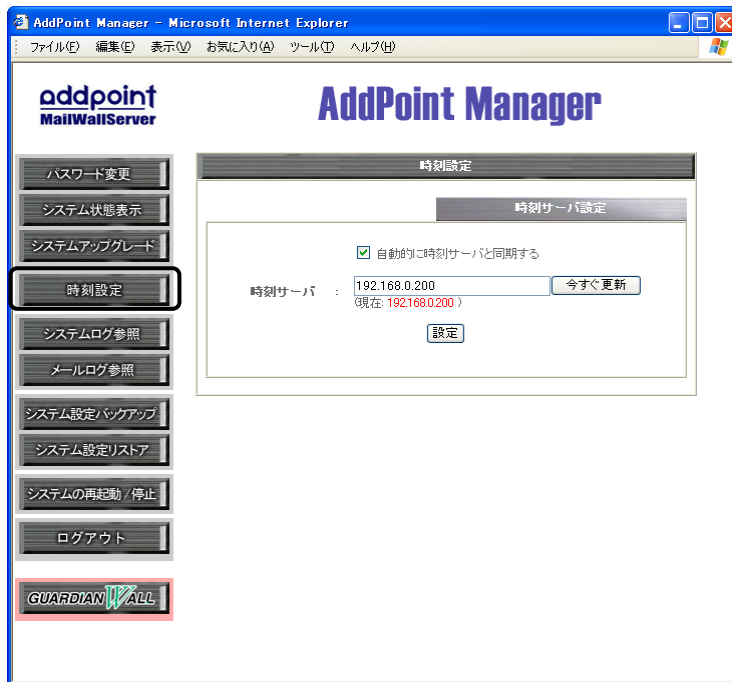 AddPoint Manager - Microsoft Internet Explorer
ファイル(F) 編集(E) 表示(V) お気に入り(A) ツール(T) ヘルプ(H)
addpoint
MailWallServer
AddPoint Manager
パスワード変更
システム状態表示
システムアップグレード
時刻設定
システムログ参照
メールログ参照
システム設定バックアップ
システム設定リストア
システムの再起動/停止
ログアウト
GUARDIAN WALL
時刻設定
時刻サーバ設定
自動的に時刻サーバと同期する
時刻サーバ : 192.168.0.200 今すぐ更新
(現在: 192.168.0.200 )
設定